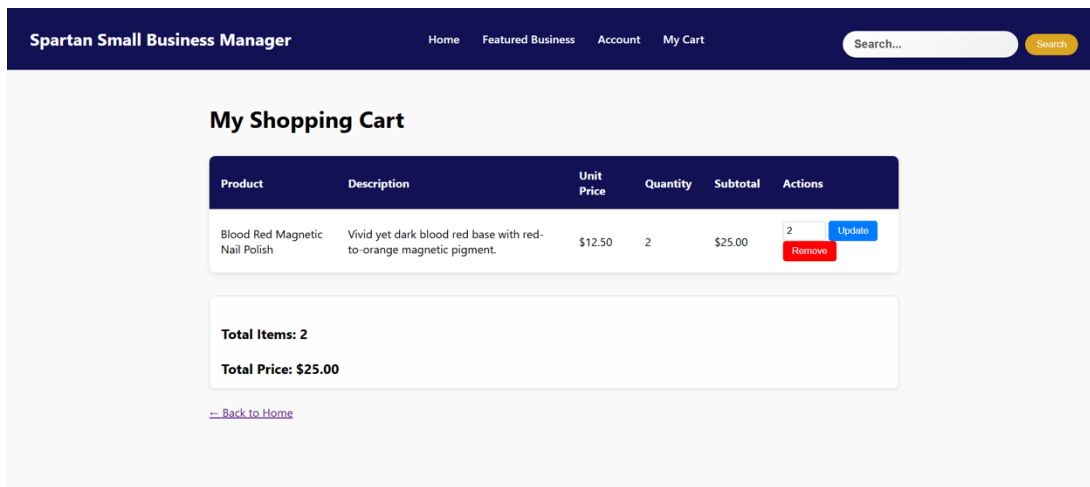 Spartan Small Business Manager
Home Featured Business Account My Cart
Search...
Search
My Shopping Cart
Product Description Unit Price Quantity Subtotal Actions
Blood Red Magnetic Nail Polish
Vivid yet dark blood red base with red-
to-orange magnetic pigment.
$12.50 2 $25.00
2 Update
Remove
Total Items: 2
Total Price: $25.00
← Back to Home